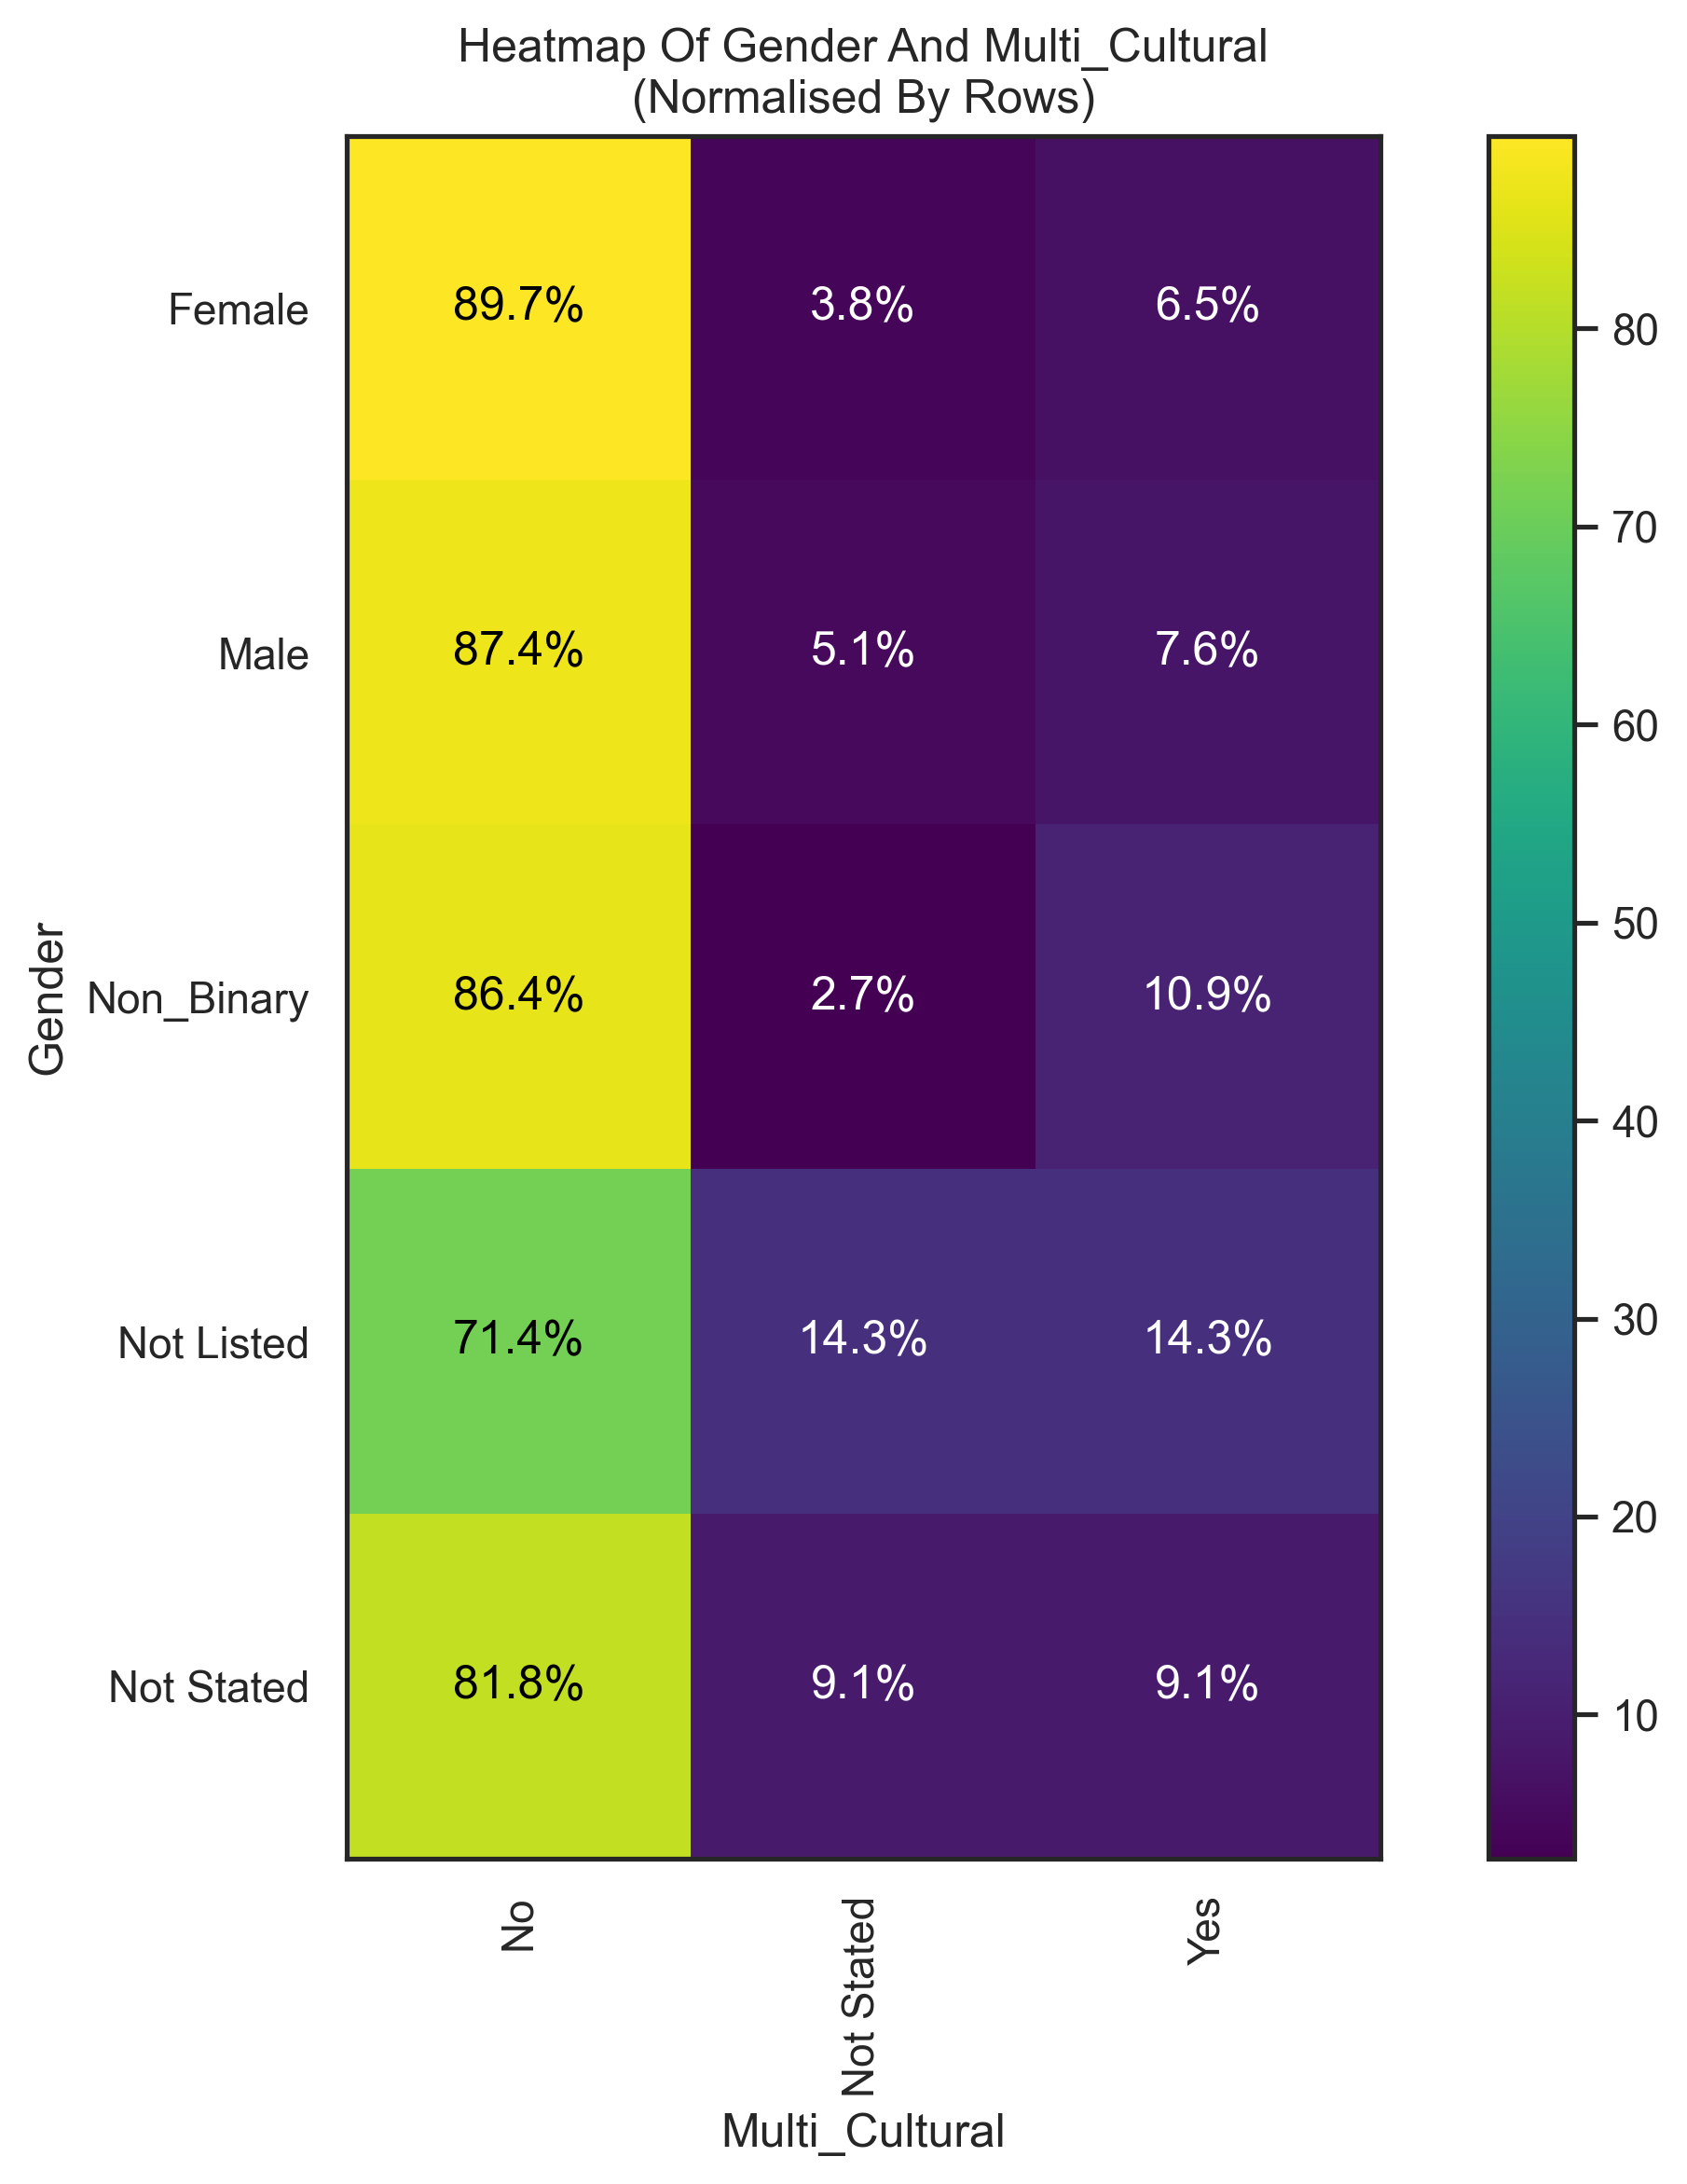 Heatmap Of Gender And Multi_Cultural
(Normalised By Rows)
Gender
Female
89.7%
3.8%
6.5%
Male
87.4%
5.1%
7.6%
Non_Binary
86.4%
2.7%
10.9%
Not Listed
71.4%
14.3%
14.3%
Not Stated
81.8%
9.1%
9.1%
No
Not Stated
Yes
Multi_Cultural
80
70
60
50
40
30
20
10